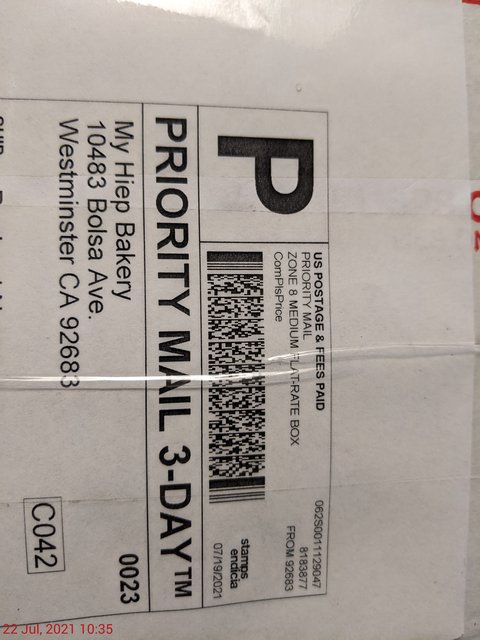 P
US POSTAGE & FEES PAID
PRIORITY MAIL
ZONE 8 MEDIUM FLAT-RATE BOX
ComPlsPrice
062S0011129047
8183877
FROM 92683
stamps
endicia
07/19/2021
PRIORITY MAIL 3-DAY™
My Hiep Bakery
10483 Bolsa Ave.
Westminster CA 92683
0023
C042
22 Jul, 2021 10:35